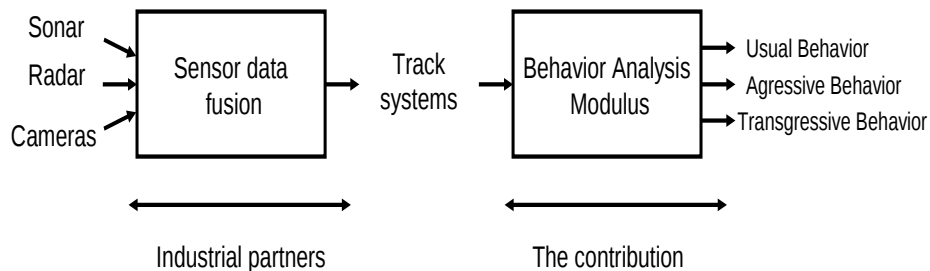 Sonar
Radar
Cameras
Sensor data
fusion
Track
systems
Behavior Analysis
Modulus
Usual Behavior
Agressive Behavior
Transgressive Behavior
Industrial partners
The contribution